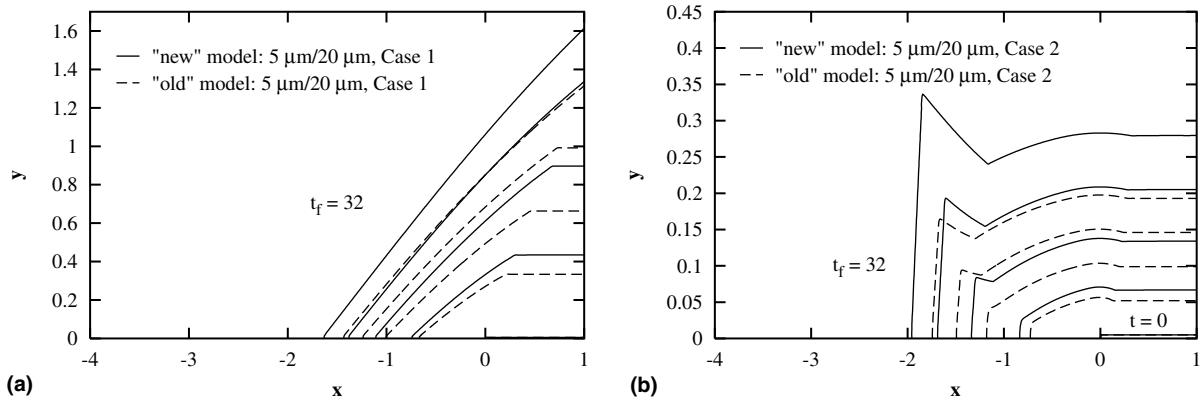 1.6
1.4
1.2
1
0.8
0.6
0.4
0.2
0
y
"new" model: 5 μm/20 μm, Case 1
"old" model: 5 μm/20 μm, Case 1
t_f = 32
-4 -3 -2 -1 0 1
x
(a)
0.45
0.4
0.35
0.3
0.25
0.2
0.15
0.1
0.05
0
y
"new" model: 5 μm/20 μm, Case 2
"old" model: 5 μm/20 μm, Case 2
t_f = 32
t = 0
-4 -3 -2 -1 0 1
x
(b)